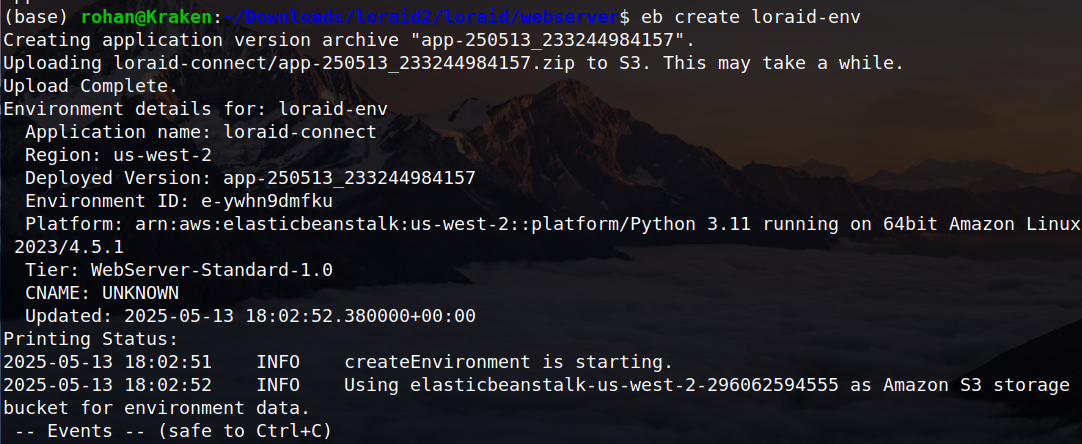 (base) rohan@Kraken:~/Downloads/loraid2/loraid/webserver$ eb create loraid-env
Creating application version archive "app-250513_233244984157".
Uploading loraid-connect/app-250513_233244984157.zip to S3. This may take a while.
Upload Complete.
Environment details for: loraid-env
  Application name: loraid-connect
  Region: us-west-2
  Deployed Version: app-250513_233244984157
  Environment ID: e-ywhn9dmfku
  Platform: arn:aws:elasticbeanstalk:us-west-2::platform/Python 3.11 running on 64bit Amazon Linux
 2023/4.5.1
  Tier: WebServer-Standard-1.0
  CNAME: UNKNOWN
  Updated: 2025-05-13 18:02:52.380000+00:00
Printing Status:
2025-05-13 18:02:51    INFO    createEnvironment is starting.
2025-05-13 18:02:52    INFO    Using elasticbeanstalk-us-west-2-296062594555 as Amazon S3 storage
bucket for environment data.
 -- Events -- (safe to Ctrl+C)